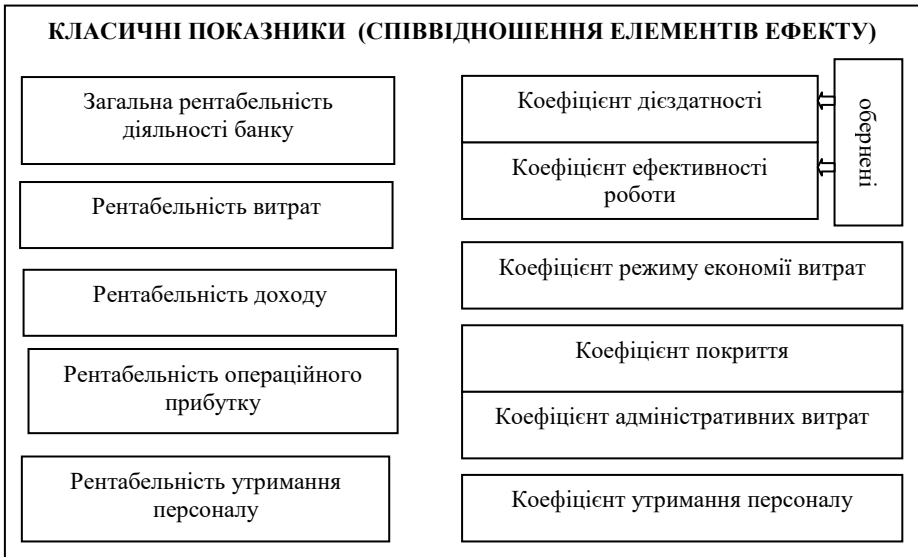 КЛАСИЧНІ ПОКАЗНИКИ (СПІВВІДНОШЕННЯ ЕЛЕМЕНТІВ ЕФЕКТУ)
Загальна рентабельність
діяльності банку
Рентабельність витрат
Рентабельність доходу
Рентабельність операційного
прибутку
Рентабельність утримання
персоналу
Коефіцієнт дієздатності
Коефіцієнт ефективності
роботи
обернені
Коефіцієнт режиму економії витрат
Коефіцієнт покриття
Коефіцієнт адміністративних витрат
Коефіцієнт утримання персоналу